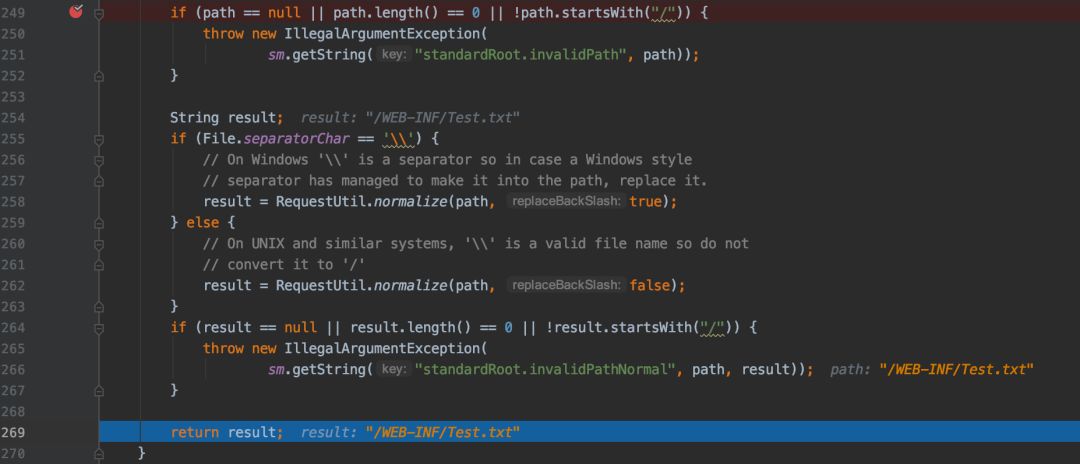 249 if (path == null || path.length() == 0 || !path.startsWith("/")) {
250 throw new IllegalArgumentException(
251 sm.getString( key: "standardRoot.invalidPath", path));
252 }
253
254 String result; result: "/WEB-INF/Test.txt"
255 if (File.separatorChar == '\\') {
256 // On Windows '\\' is a separator so in case a Windows style
257 // separator has managed to make it into the path, replace it.
258 result = RequestUtil.normalize(path, replaceBackSlash: true);
259 } else {
260 // On UNIX and similar systems, '\\' is a valid file name so do not
261 // convert it to '/'
262 result = RequestUtil.normalize(path, replaceBackSlash: false);
263 }
264 if (result == null || result.length() == 0 || !result.startsWith("/")) {
265 throw new IllegalArgumentException(
266 sm.getString( key: "standardRoot.invalidPathNormal", path, result)); path: "/WEB-INF/Test.txt"
267 }
268
269 return result; result: "/WEB-INF/Test.txt"
270 }